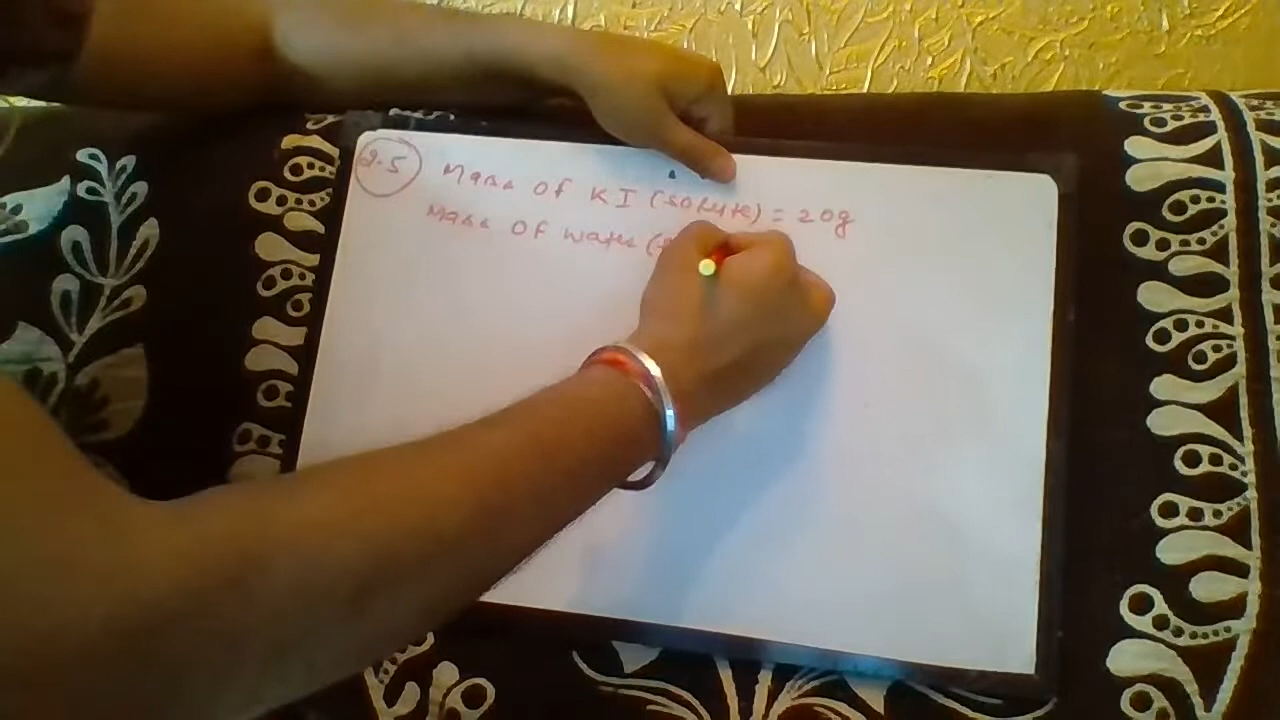 2.5 Mass of KI (solute) = 20g
Mass of water (